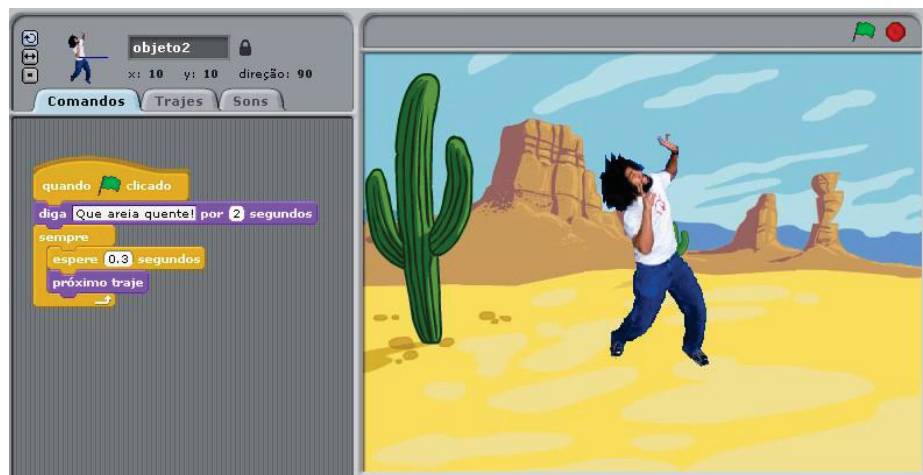 objeto2
x: 10 y: 10 direção: 90
Comandos Trajes Sons
quando clicado
diga Que areia quente! por 2 segundos
sempre
espere 0.3 segundos
próximo traje